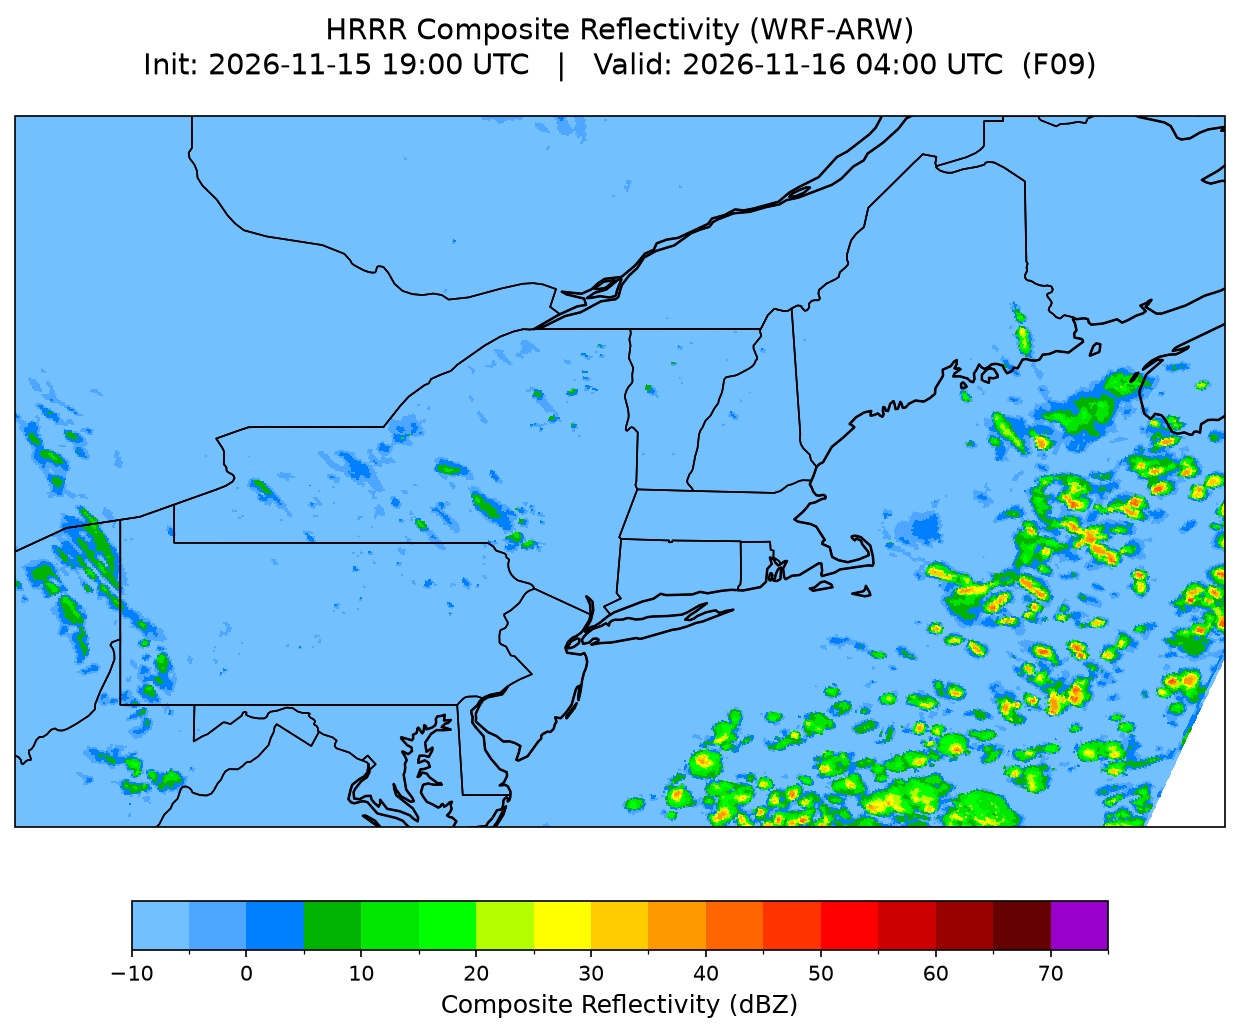 HRRR Composite Reflectivity (WRF-ARW)
Init: 2026-11-15 19:00 UTC   |   Valid: 2026-11-16 04:00 UTC  (F09)
−10 0 10 20 30 40 50 60 70
Composite Reflectivity (dBZ)